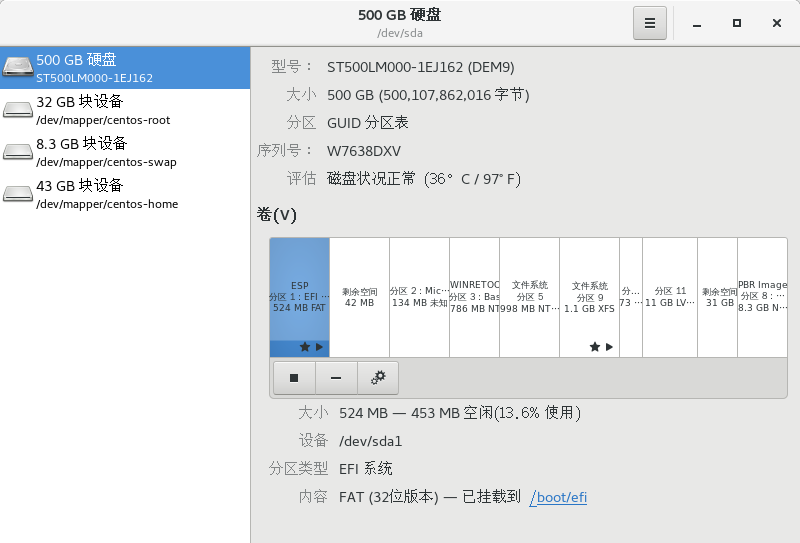 500 GB 硬盘
/dev/sda
500 GB 硬盘
ST500LM000-1EJ162
32 GB 块设备
/dev/mapper/centos-root
8.3 GB 块设备
/dev/mapper/centos-swap
43 GB 块设备
/dev/mapper/centos-home
型号： ST500LM000-1EJ162 (DEM9)
大小 500 GB (500,107,862,016 字节)
分区 GUID 分区表
序列号： W7638DXV
评估 磁盘状况正常 (36° C / 97° F)
卷(V)
ESP
分区 1：EFI …
524 MB FAT
剩余空间
42 MB
分区 2：Mic…
134 MB 未知
WINRETOO
分区 3：Bas
786 MB NT
文件系统
分区 5
998 MB NT…
文件系统
分区 9
1.1 GB XFS
分…
73 …
分区 11
11 GB LV…
剩余空间
31 GB
PBR Image
分区 8：…
8.3 GB N…
大小 524 MB — 453 MB 空闲(13.6% 使用)
设备 /dev/sda1
分区类型 EFI 系统
内容 FAT (32位版本) — 已挂载到 /boot/efi